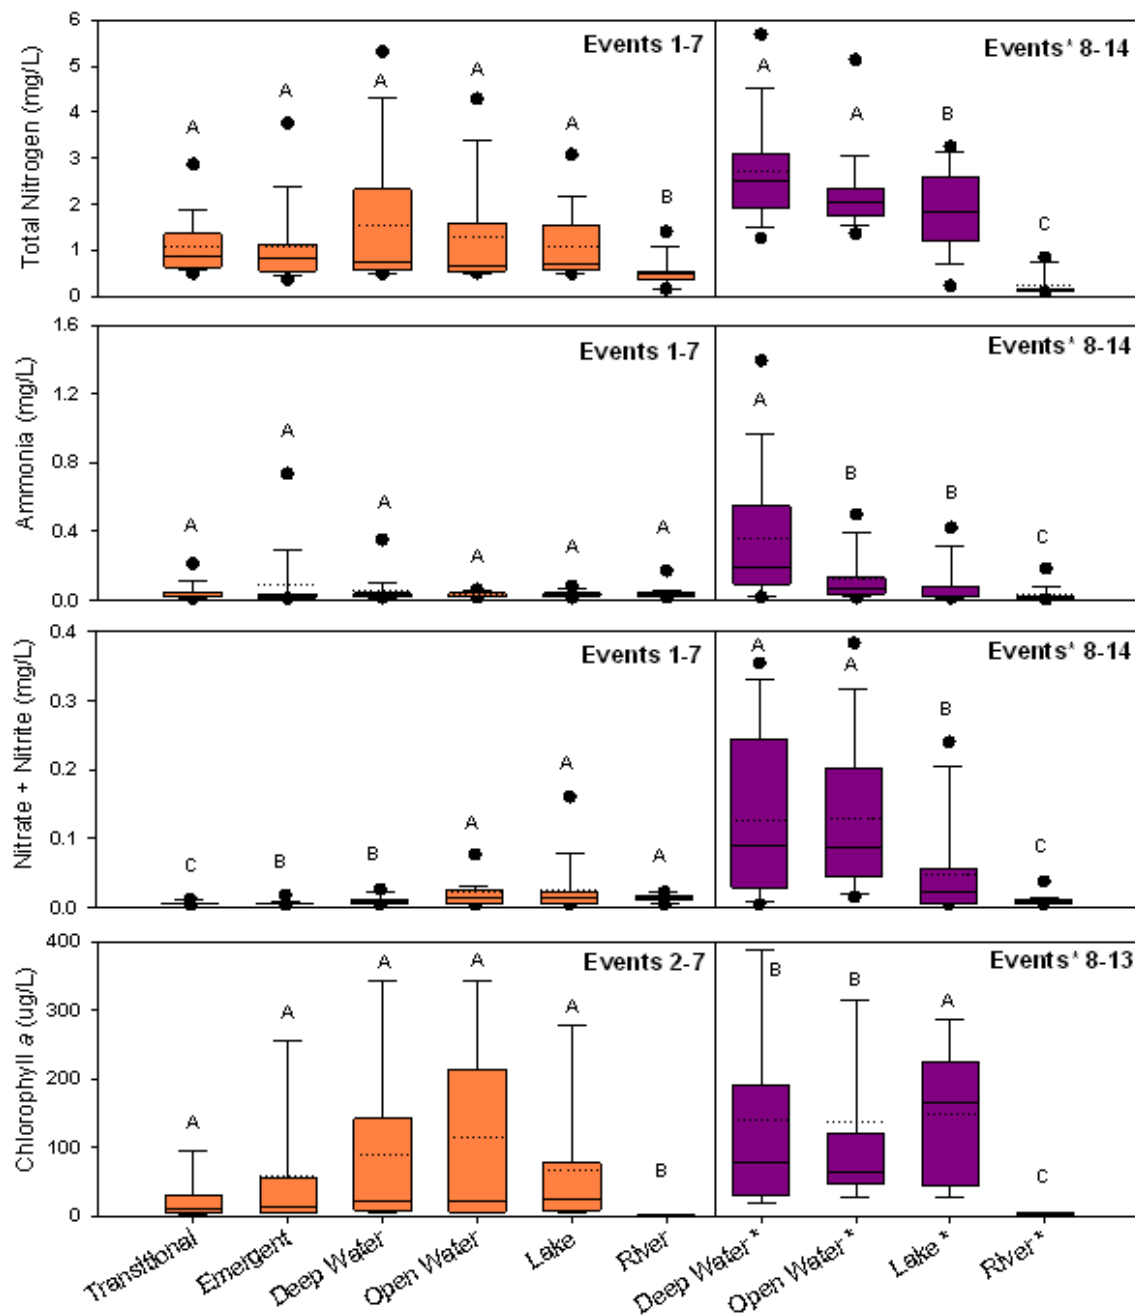 Total Nitrogen (mg/L)
6
5
4
3
2
1
0
Events 1-7
A
A
A
A
A
B
Events* 8-14
A
A
B
C
Ammonia (mg/L)
1.6
1.2
0.8
0.4
0.0
Events 1-7
A
A
A
A
A
A
Events* 8-14
A
B
B
C
Nitrate + Nitrite (mg/L)
0.4
0.3
0.2
0.1
0.0
Events 1-7
C
B
B
A
A
A
Events* 8-14
A
A
B
C
Chlorophyll a (ug/L)
400
300
200
100
0
Events 2-7
A
A
A
A
A
B
Events* 8-13
B
B
A
C
Transitional
Emergent
Deep Water
Open Water
Lake
River
Deep Water*
Open Water*
Lake*
River*